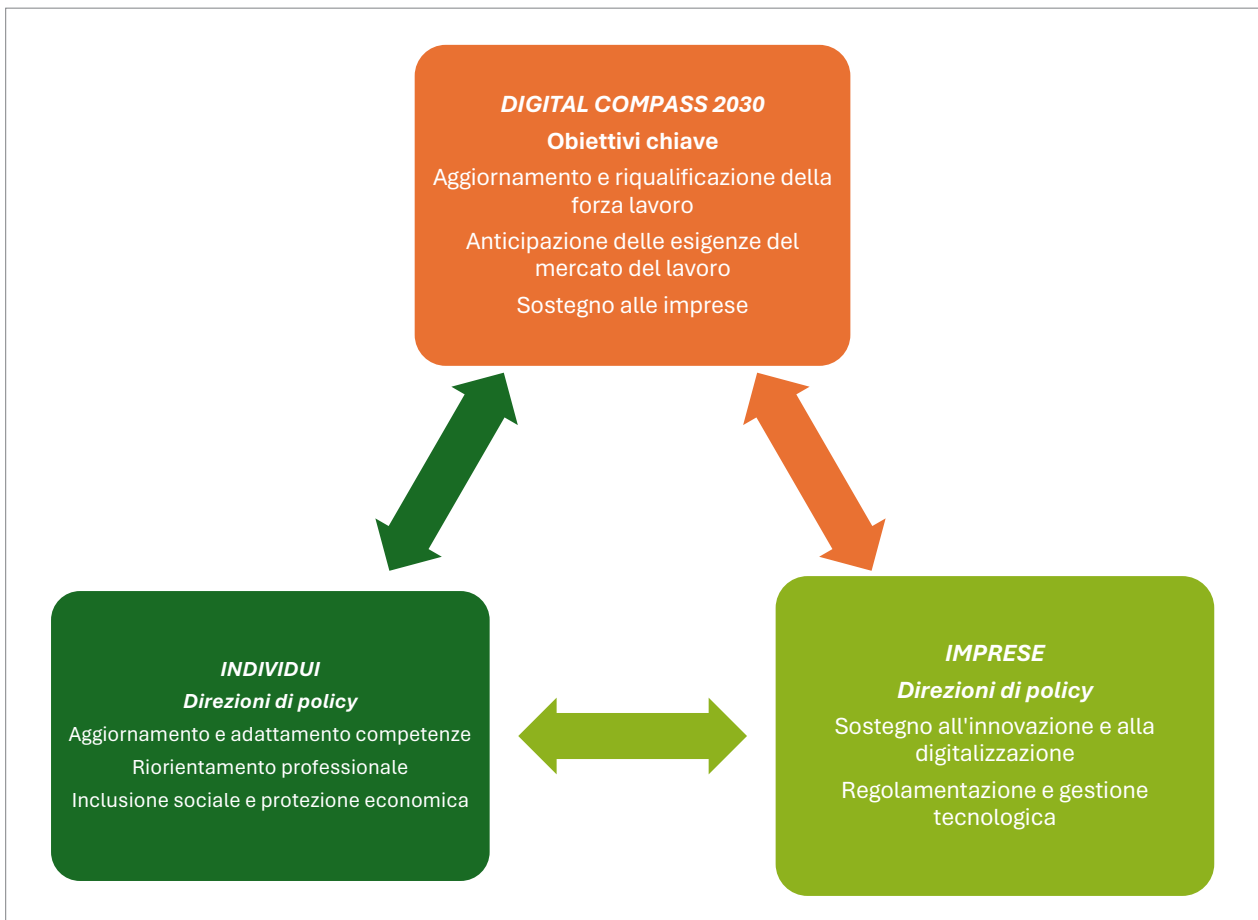 DIGITAL COMPASS 2030
Obiettivi chiave
Aggiornamento e riqualificazione della
forza lavoro
Anticipazione delle esigenze del
mercato del lavoro
Sostegno alle imprese
INDIVIDUI
Direzioni di policy
Aggiornamento e adattamento competenze
Riorientamento professionale
Inclusione sociale e protezione economica
IMPRESE
Direzioni di policy
Sostegno all'innovazione e alla
digitalizzazione
Regolamentazione e gestione
tecnologica